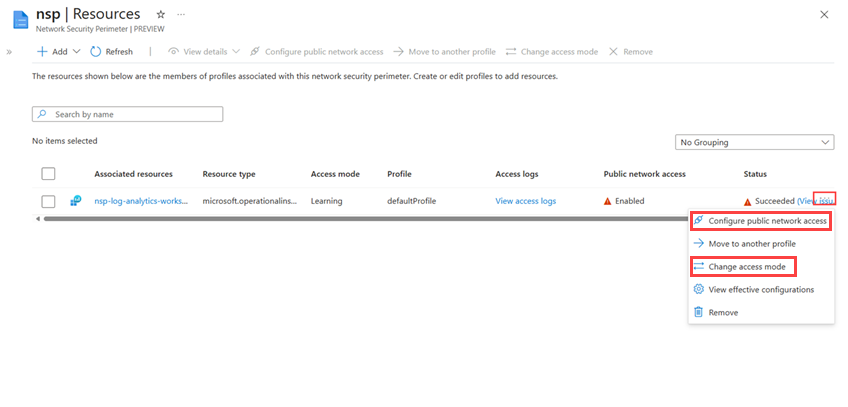 nsp | Resources
Network Security Perimeter | PREVIEW
Add Refresh View details Configure public network access Move to another profile Change access mode Remove
The resources shown below are the members of profiles associated with this network security perimeter. Create or edit profiles to add resources.
Search by name
No items selected
No Grouping
Associated resources Resource type Access mode Profile Access logs Public network access Status
nsp-log-analytics-works... microsoft.operationalins... Learning defaultProfile View access logs Enabled Succeeded (View issu
Configure public network access
Move to another profile
Change access mode
View effective configurations
Remove